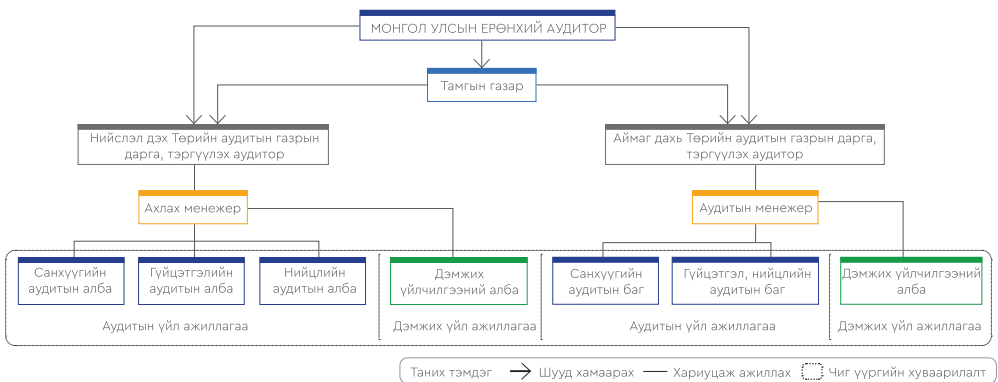 МОНГОЛ УЛСЫН ЕРӨНХИЙ АУДИТОР
Тамгын газар
Нийслэл дэх Төрийн аудитын газрын
дарга, тэргүүлэх аудитор
Аймаг дахь Төрийн аудитын газрын дарга,
тэргүүлэх аудитор
Ахлах менежер
Аудитын менежер
Санхүүгийн
аудитын алба
Гүйцэтгэлийн
аудитын алба
Нийцлийн
аудитын алба
Дэмжих
үйлчилгээний алба
Санхүүгийн
аудитын баг
Гүйцэтгэл, нийцлийн
аудитын баг
Дэмжих үйлчилгээний
алба
Аудитын үйл ажиллагаа
Дэмжих үйл ажиллагаа
Аудитын үйл ажиллагаа
Дэмжих үйл ажиллагаа
Таних тэмдэг
Шууд хамаарах
Хариуцаж ажиллах
Чиг үүргийн хуваарилалт